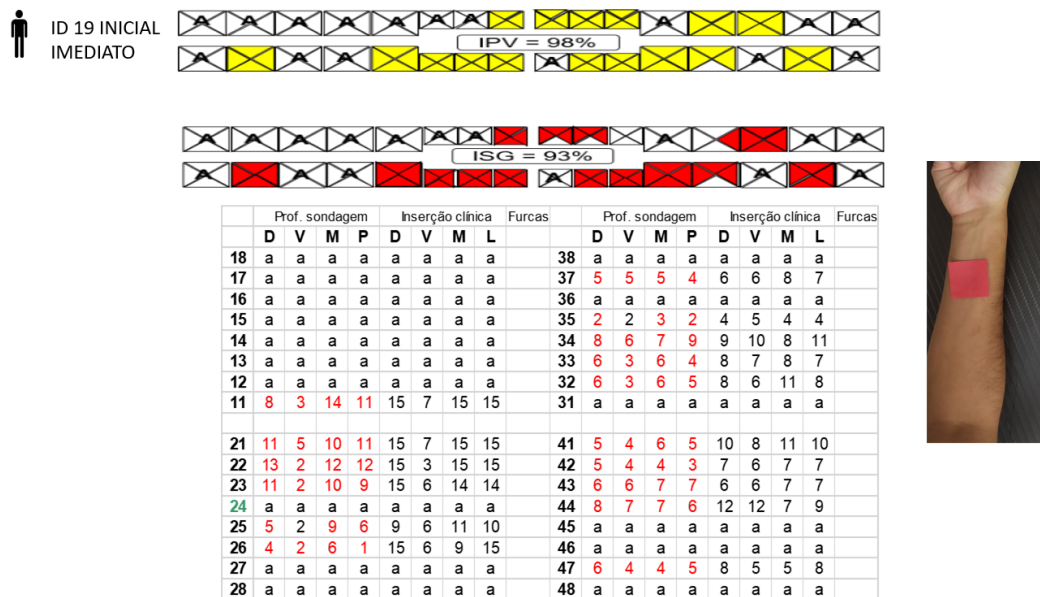 ID 19 INICIAL
IMEDIATO
A A A A A A A A A A
IPV = 98%
A A A A A A
A A A A A A A A A A
ISG = 93%
A A A A A A
Prof. sondagem Inserção clínica Furcas Prof. sondagem Inserção clínica Furcas
D V M P D V M L D V M P D V M L
18 a a a a a a a a 38 a a a a a a a a
17 a a a a a a a a 37 5 5 5 4 6 6 8 7
16 a a a a a a a a 36 a a a a a a a a
15 a a a a a a a a 35 2 2 3 2 4 5 4 4
14 a a a a a a a a 34 8 6 7 9 9 10 8 11
13 a a a a a a a a 33 6 3 6 4 8 7 8 7
12 a a a a a a a a 32 6 3 6 5 8 6 11 8
11 8 3 14 11 15 7 15 15 31 a a a a a a a a
21 11 5 10 11 15 7 15 15 41 5 4 6 5 10 8 11 10
22 13 2 12 12 15 3 15 15 42 5 4 4 3 7 6 7 7
23 11 2 10 9 15 6 14 14 43 6 6 7 7 6 6 7 7
24 a a a a a a a a 44 8 7 7 6 12 12 7 9
25 5 2 9 6 9 6 11 10 45 a a a a a a a a
26 4 2 6 1 15 6 9 15 46 a a a a a a a a
27 a a a a a a a a 47 6 4 4 5 8 5 5 8
28 a a a a a a a a 48 a a a a a a a a